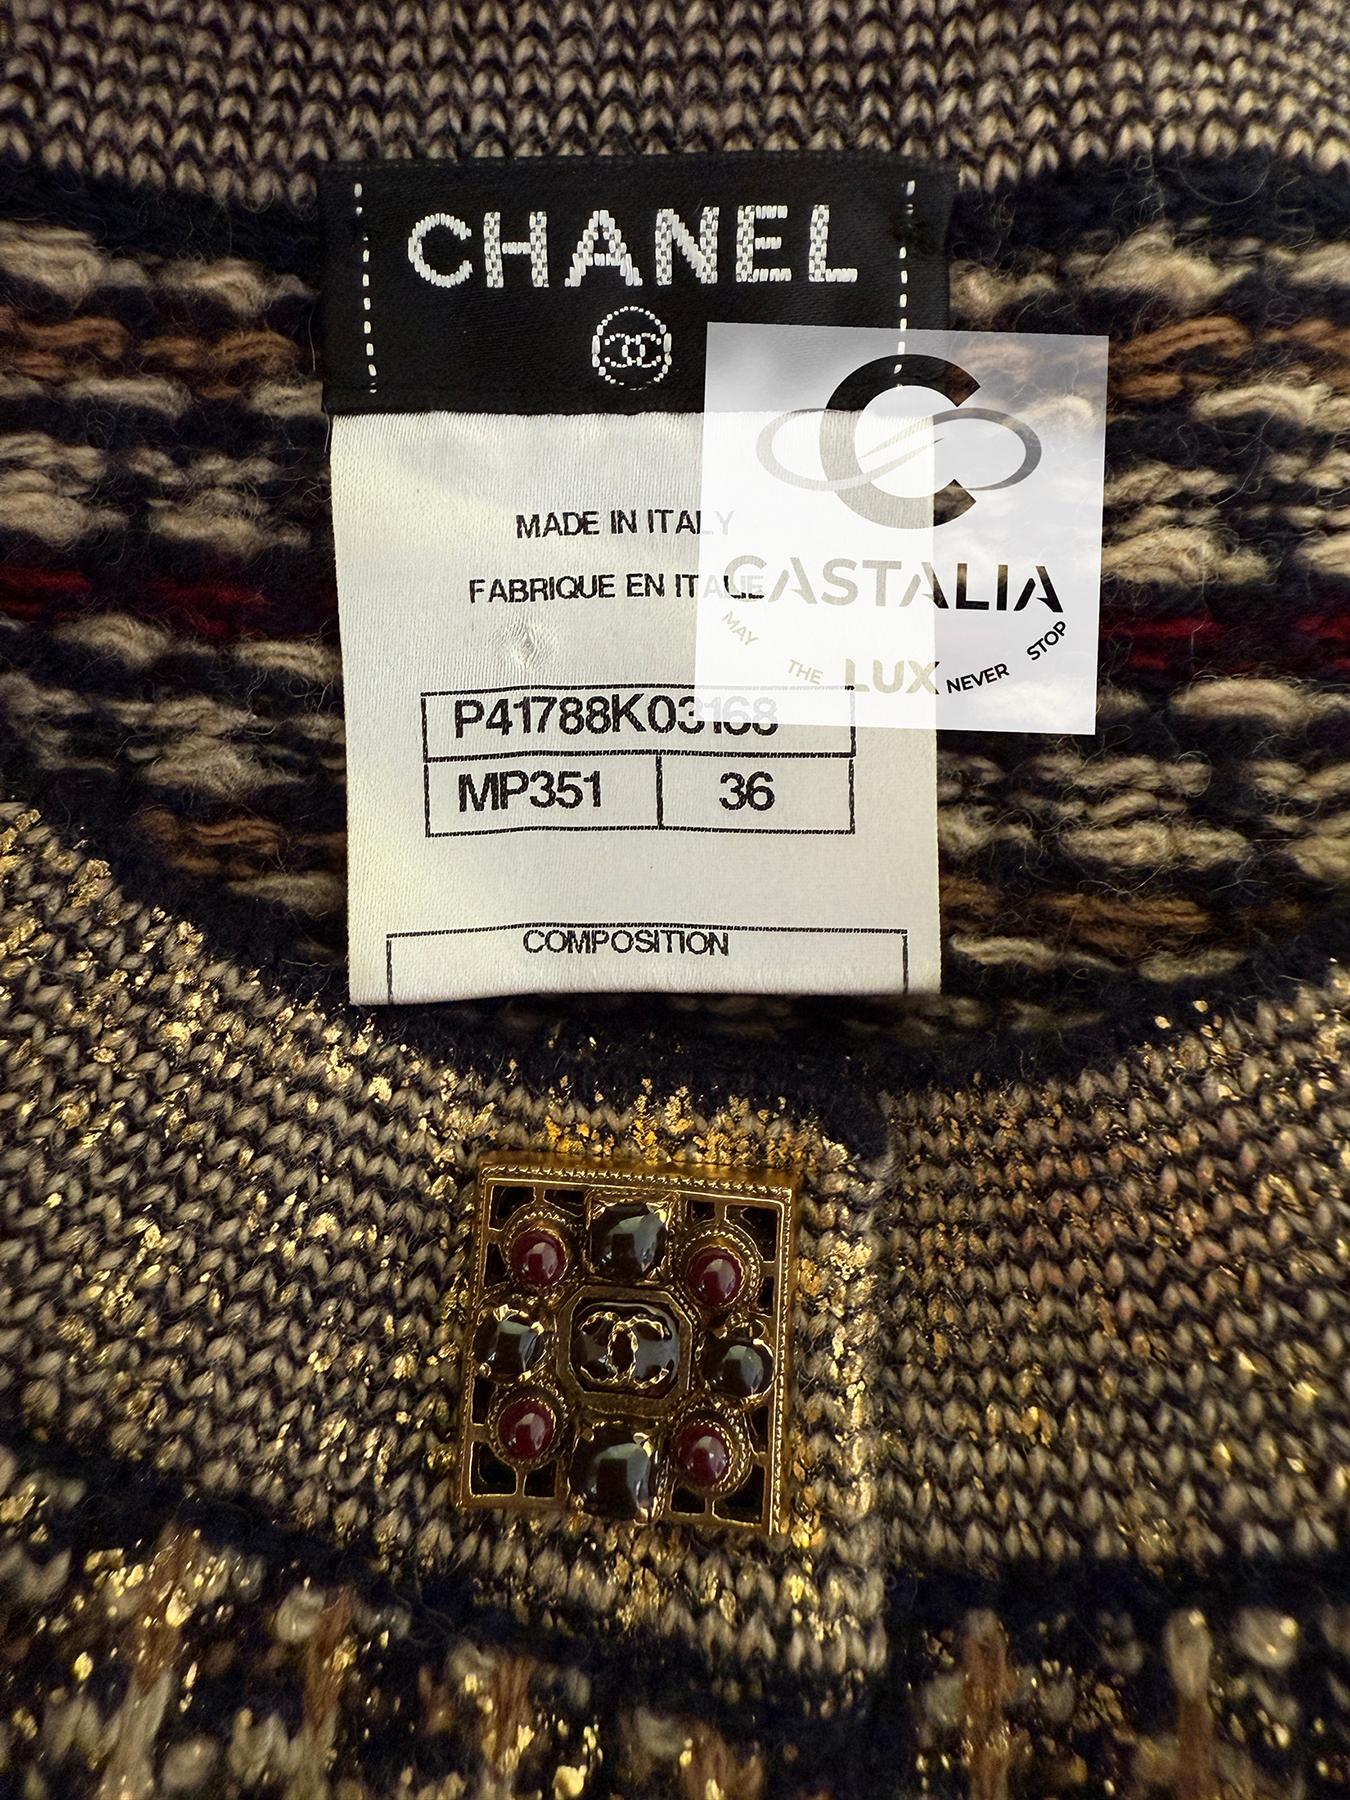 CHANEL
MADE IN ITALY
FABRIQUE EN ITALIE
CASTALIA
MAY THE LUX NEVER STOP
P41788K03168
MP351 36
COMPOSITION